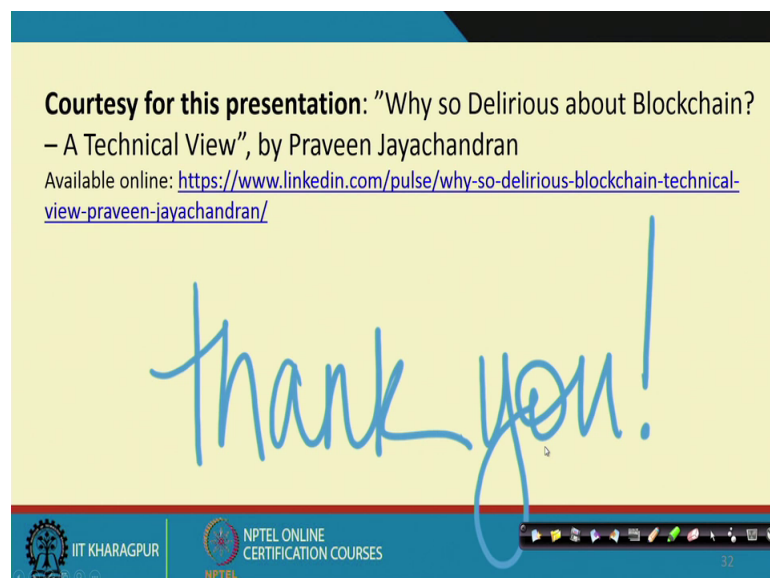 Courtesy for this presentation: ”Why so Delirious about Blockchain?
– A Technical View”, by Praveen Jayachandran
Available online: https://www.linkedin.com/pulse/why-so-delirious-blockchain-technical-
view-praveen-jayachandran/
thank you!
IIT KHARAGPUR
NPTEL ONLINE
CERTIFICATION COURSES
NPTEL
32